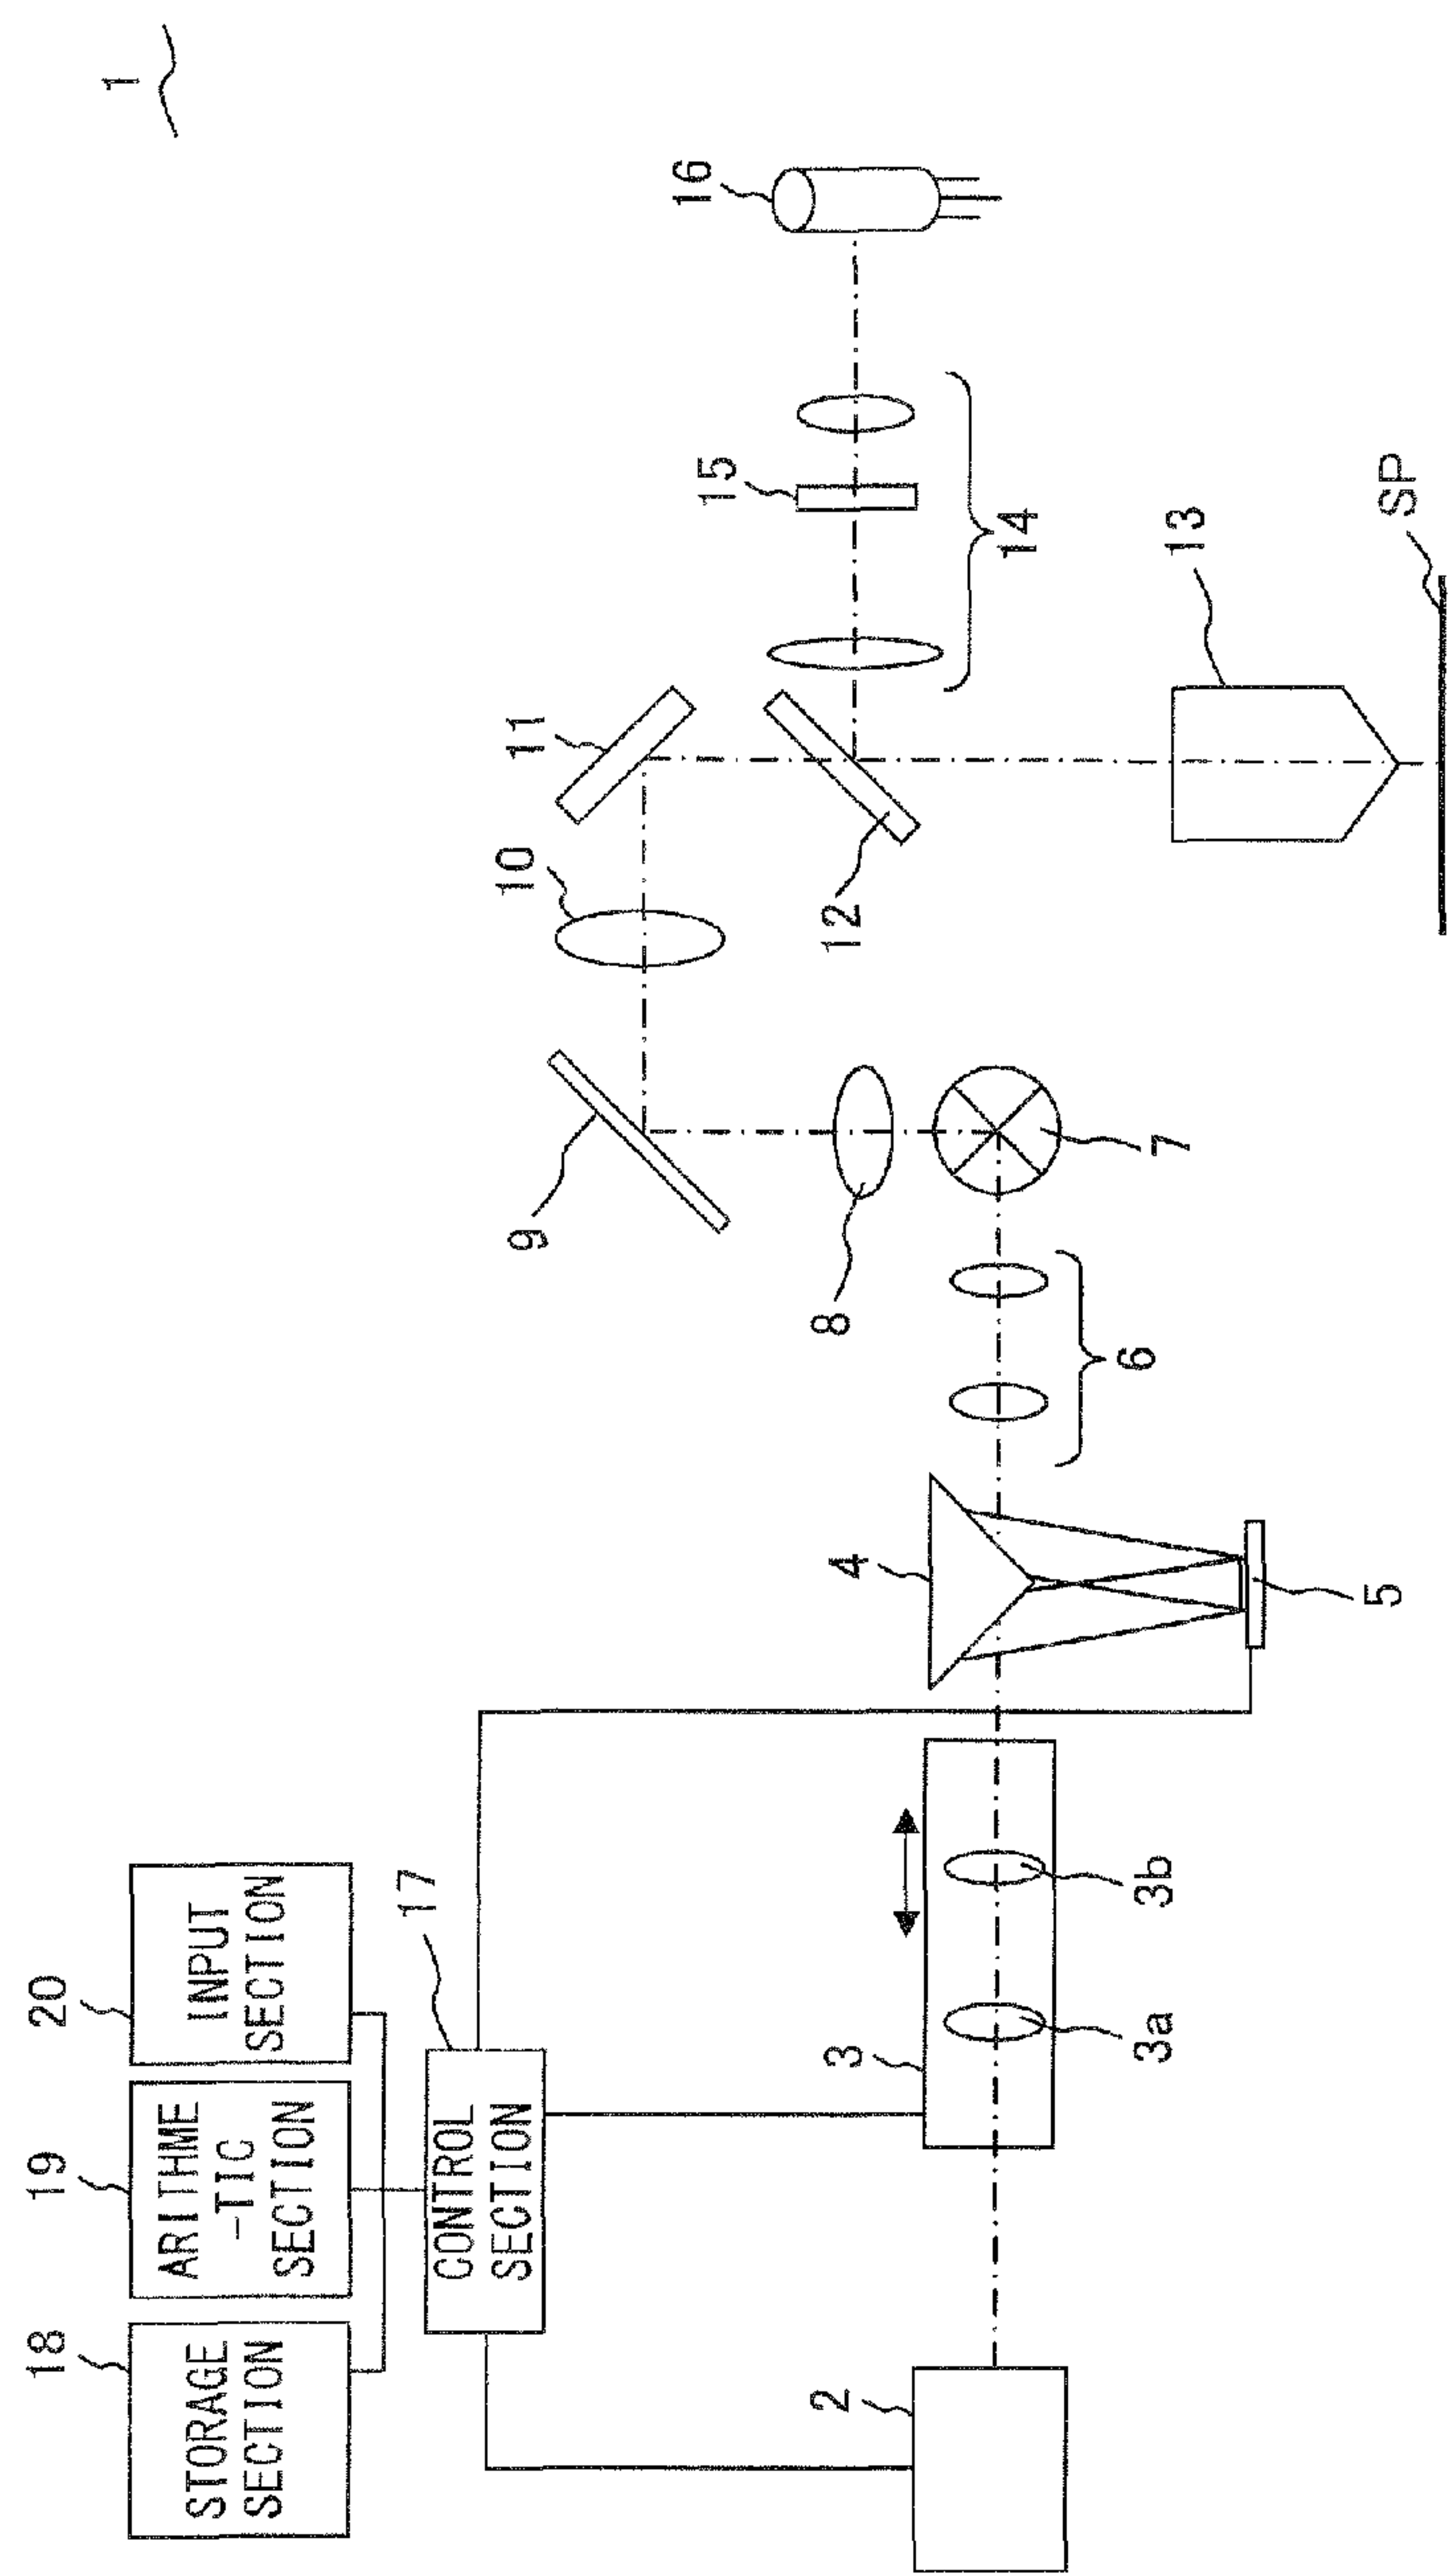 1
20
19
18
INPUT
SECTION
ARITHME
-TIC
SECTION
STORAGE
SECTION
17
CONTROL
SECTION
2
3
3a
3b
4
5
6
7
8
9
10
11
12
13
SP
14
15
16